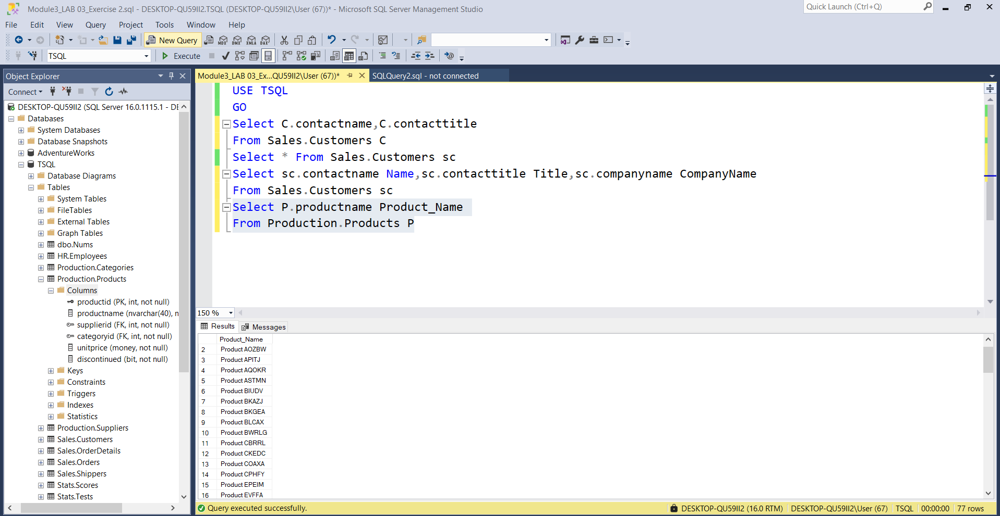 Module3_LAB 03_Exercise 2.sql - DESKTOP-QU59II2.TSQL (DESKTOP-QU59II2\User (67))* - Microsoft SQL Server Management Studio
Quick Launch (Ctrl+Q)
File Edit View Query Project Tools Window Help
New Query MDX DMX XMLA DAX
TSQL Execute
Object Explorer
Connect
DESKTOP-QU59II2 (SQL Server 16.0.1115.1 - DE
Databases
System Databases
Database Snapshots
AdventureWorks
TSQL
Database Diagrams
Tables
System Tables
FileTables
External Tables
Graph Tables
dbo.Nums
HR.Employees
Production.Categories
Production.Products
Columns
productid (PK, int, not null)
productname (nvarchar(40), n
supplierid (FK, int, not null)
categoryid (FK, int, not null)
unitprice (money, not null)
discontinued (bit, not null)
Keys
Constraints
Triggers
Indexes
Statistics
Production.Suppliers
Sales.Customers
Sales.OrderDetails
Sales.Orders
Sales.Shippers
Stats.Scores
Stats.Tests
Module3_LAB 03_Ex...QU59II2\User (67))* SQLQuery2.sql - not connected
USE TSQL
GO
Select C.contactname,C.contacttitle
From Sales.Customers C
Select * From Sales.Customers sc
Select sc.contactname Name,sc.contacttitle Title,sc.companyname CompanyName
From Sales.Customers sc
Select P.productname Product_Name
From Production.Products P
150 %
Results Messages
Product_Name
2 Product AOZBW
3 Product APITJ
4 Product AQOKR
5 Product ASTMN
6 Product BIUDV
7 Product BKAZJ
8 Product BKGEA
9 Product BLCAX
10 Product BWRLG
11 Product CBRRL
12 Product CKEDC
13 Product COAXA
14 Product CPHFY
15 Product EPEIM
16 Product EVFFA
Query executed successfully. DESKTOP-QU59II2 (16.0 RTM) DESKTOP-QU59II2\User (67) TSQL 00:00:00 77 rows